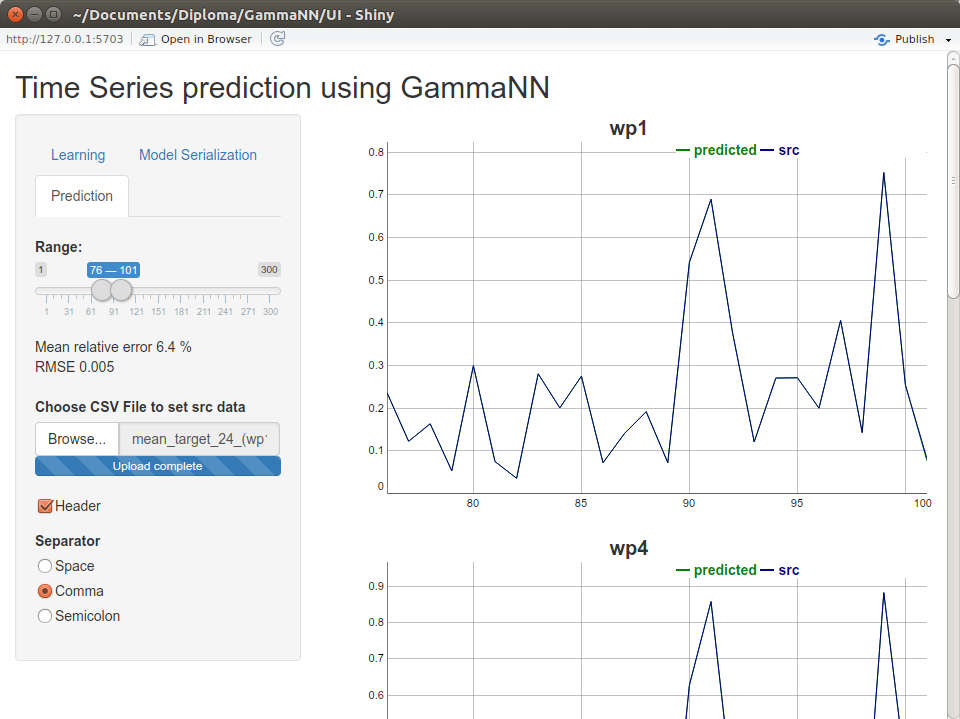 ~/Documents/Diploma/GammaNN/UI - Shiny
http://127.0.0.1:5703 Open in Browser Publish
Time Series prediction using GammaNN
Learning Model Serialization
Prediction
Range:
1 76 — 101 300
1 31 61 91 121 151 181 211 241 271 300
Mean relative error 6.4 %
RMSE 0.005
Choose CSV File to set src data
Browse... mean_target_24_(wp
Upload complete
Header
Separator
Space
Comma
Semicolon
wp1
predicted src
0.8
0.7
0.6
0.5
0.4
0.3
0.2
0.1
0
80 85 90 95 100
wp4
predicted src
0.9
0.8
0.7
0.6